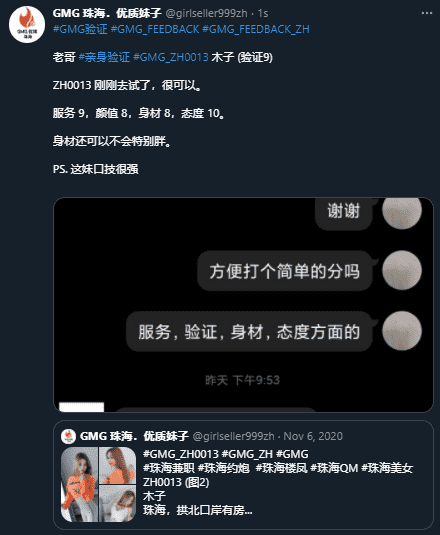 GMG 珠海．优质妹子 @girlseller999zh · 1s
#GMG验证 #GMG_FEEDBACK #GMG_FEEDBACK_ZH
老哥 #亲身验证 #GMG_ZH0013 木子 (验证9)
ZH0013 刚刚去试了，很可以。
服务 9，颜值 8，身材 8，态度 10。
身材还可以不会特别胖。
PS. 这妹口技很强
谢谢
方便打个简单的分吗
服务，验证，身材，态度方面的
昨天 下午9:53
GMG 珠海．优质妹子 @girlseller999zh · Nov 6, 2020
#GMG_ZH0013 #GMG_ZH #GMG
#珠海兼职 #珠海约炮 #珠海楼凤 #珠海QM #珠海美女
ZH0013 (图2)
木子
珠海，拱北口岸有房...